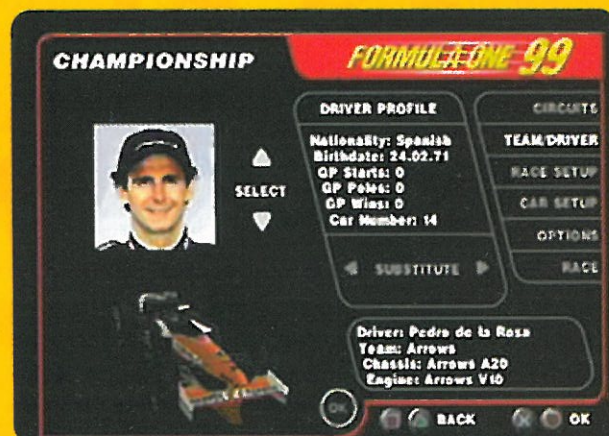 CHAMPIONSHIP
FORMULA ONE 99
DRIVER PROFILE
Nationality: Spanish
Birthdate: 24.02.71
GP Starts: 0
GP Poles: 0
GP Wins: 0
Car Number: 14
SELECT
SUBSTITUTE
CIRCUITS
TEAM/DRIVER
RACE SETUP
CAR SETUP
OPTIONS
RACE
Driver: Pedro de la Rosa
Team: Arrows
Chassis: Arrows A20
Engine: Arrows V10
OK
BACK
OK